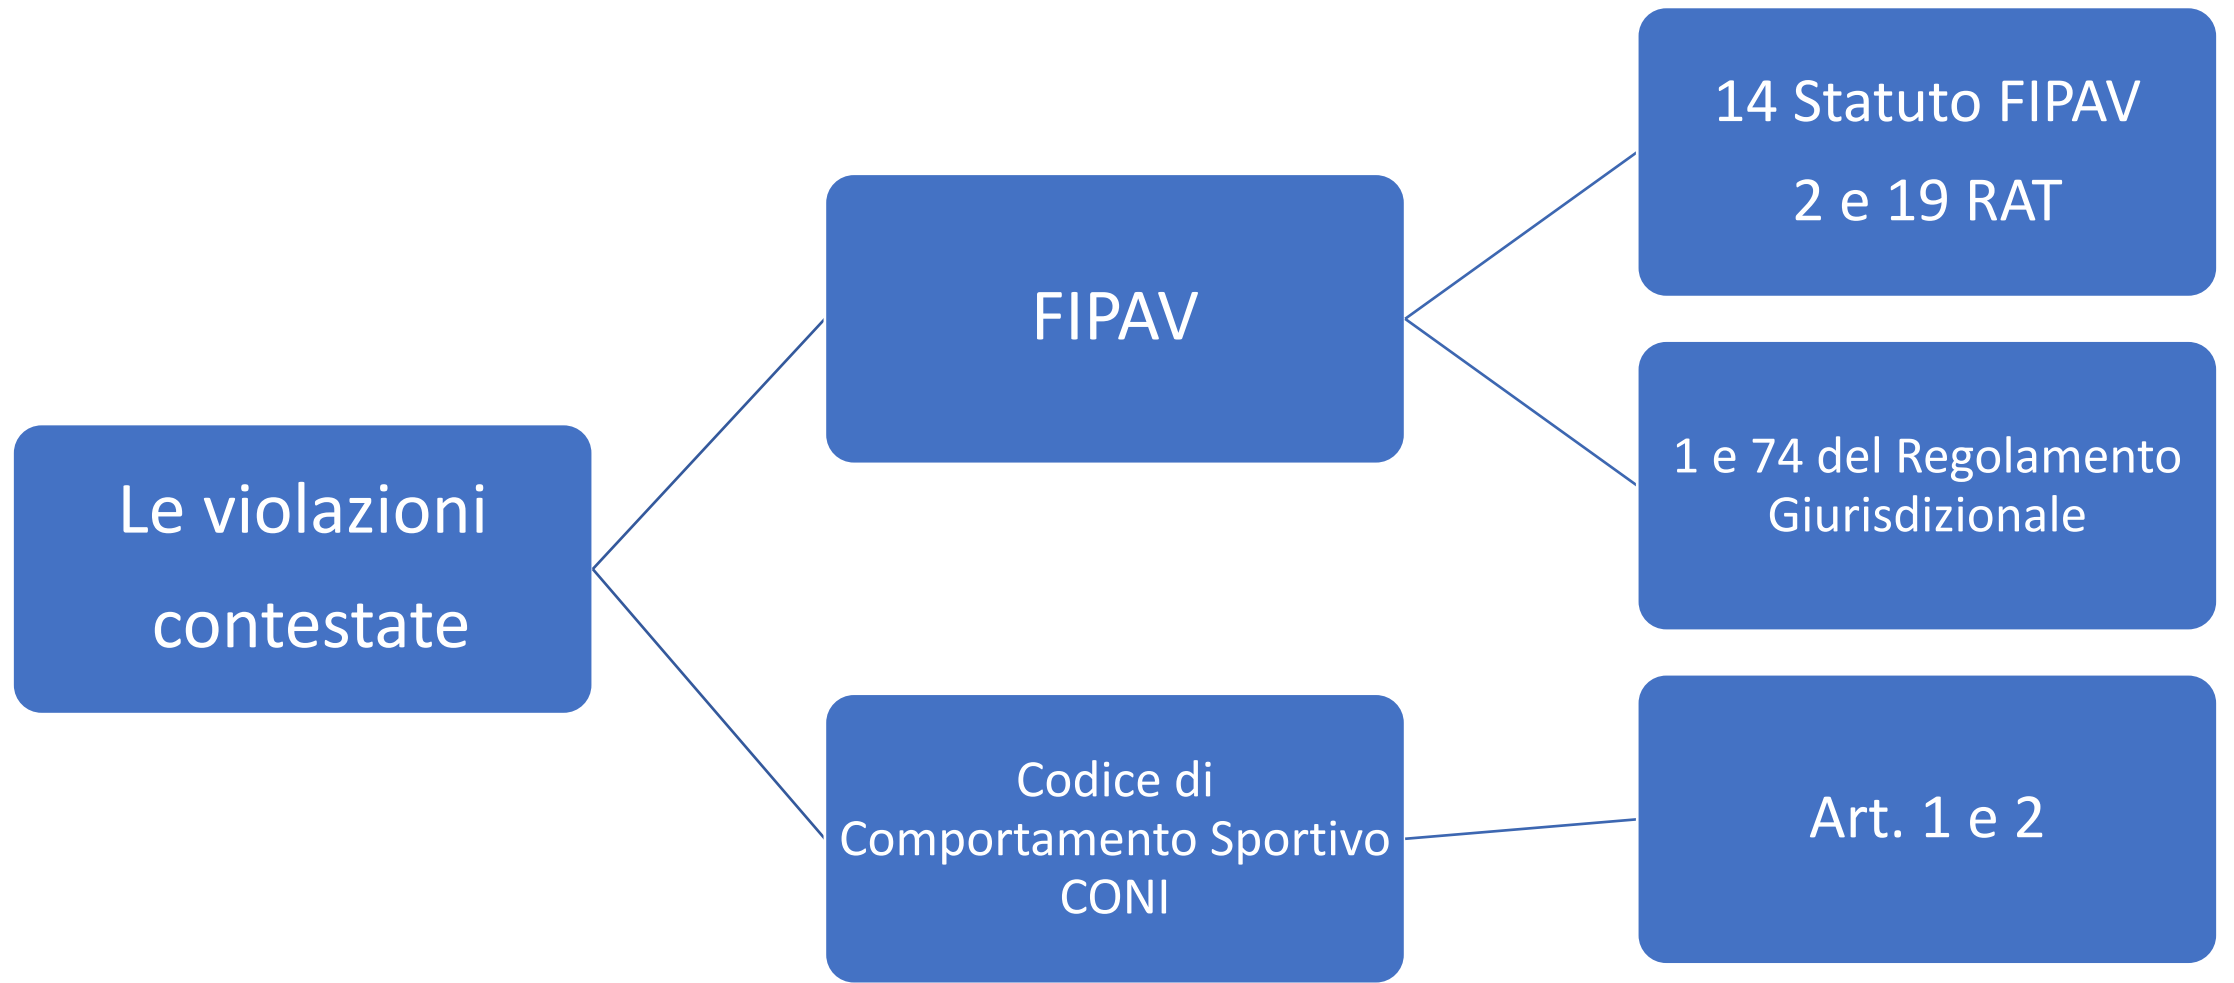 Le violazioni
contestate
FIPAV
14 Statuto FIPAV
2 e 19 RAT
1 e 74 del Regolamento
Giurisdizionale
Codice di
Comportamento Sportivo
CONI
Art. 1 e 2